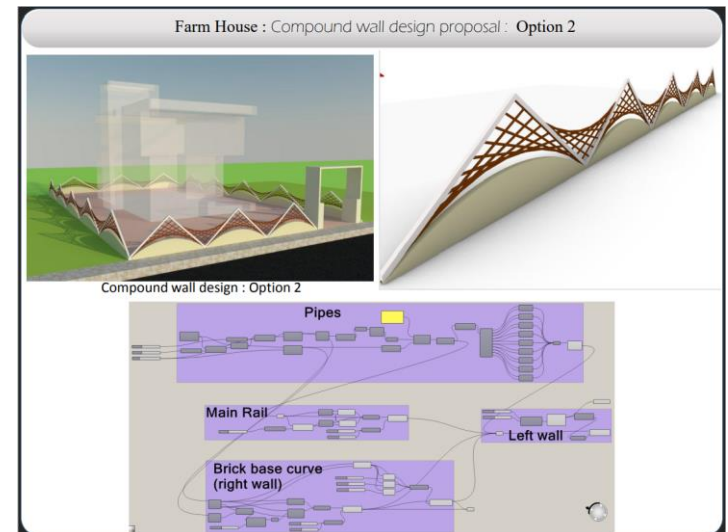 Farm House : Compound wall design proposal : Option 2
Compound wall design : Option 2
Pipes
Main Rail
Left wall
Brick base curve
(right wall)